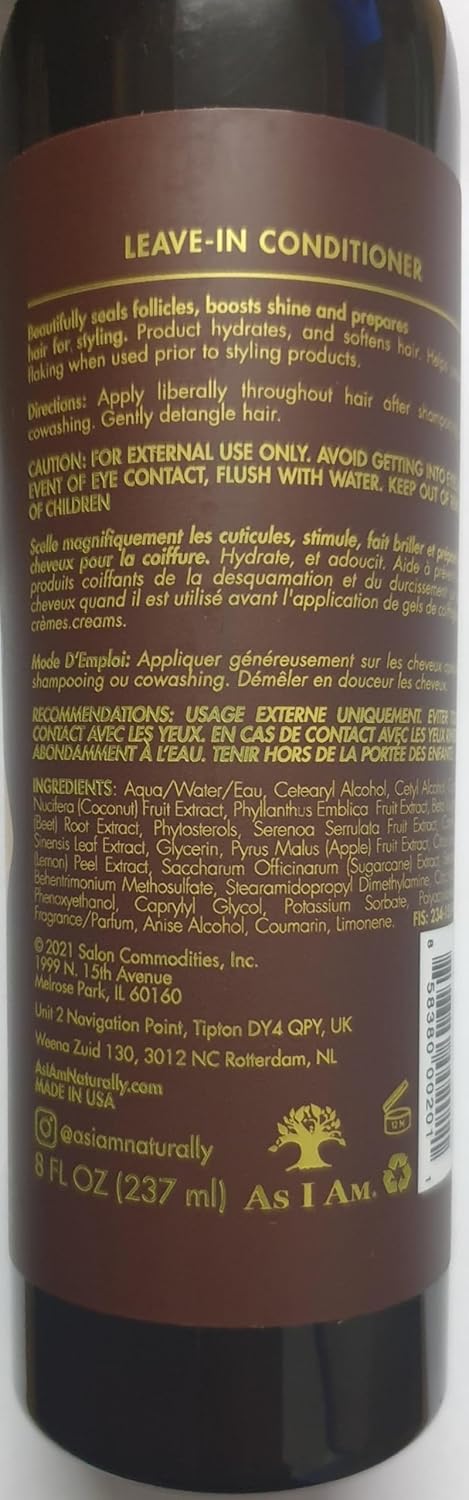 LEAVE-IN CONDITIONER
Beautifully seals follicles, boosts shine and prepares
hair for styling. Product hydrates, and softens hair. Helps
flaking when used prior to styling products.
Directions: Apply liberally throughout hair after
cowashing. Gently detangle hair.
CAUTION: FOR EXTERNAL USE ONLY. AVOID GETTING INTO
EVENT OF EYE CONTACT, FLUSH WITH WATER. KEEP OUT OF
OF CHILDREN
Scelle magnifiquement les cuticules, stimule, fait briller et
cheveux pour la coiffure. Hydrate, et adoucit. Aide à
produits coiffants de la desquamation et du durcissement
cheveux quand il est utilisé avant l'application de gels de
crèmes.creams.
Mode D'Emploi: Appliquer généreusement sur les cheveux
shampooing ou cowashing. Démêler en douceur les cheveux.
RECOMMENDATIONS: USAGE EXTERNE UNIQUEMENT. EVITER
CONTACT AVEC LES YEUX. EN CAS DE CONTACT AVEC LES YEUX
ABONDAMMENT À L'EAU. TENIR HORS DE LA PORTÉE DES ENFANTS
INGREDIENTS: Aqua/Water/Eau, Cetearyl Alcohol, Cetyl Alcohol,
Nucifera (Coconut) Fruit Extract, Phyllanthus Emblica Fruit Extract, Beta
(Beet) Root Extract, Phytosterols, Serenoa Serrulata Fruit Extract,
Sinensis Leaf Extract, Glycerin, Pyrus Malus (Apple) Fruit Extract,
(Lemon) Peel Extract, Saccharum Officinarum (Sugarcane) Extract,
Behentrimonium Methosulfate, Stearamidopropyl Dimethylamine,
Phenoxyethanol, Caprylyl Glycol, Potassium Sorbate,
Fragrance/Parfum, Anise Alcohol, Coumarin, Limonene. FIS:
© 2021 Salon Commodities, Inc.
1999 N. 15th Avenue
Melrose Park, IL 60160
Unit 2 Navigation Point, Tipton DY4 QPY, UK
Weena Zuid 130, 3012 NC Rotterdam, NL
AsIAmNaturally.com
MADE IN USA
@asiamnaturally
8 FL OZ (237 ml)
AS I AM.
12 M
8 58380 00201 1